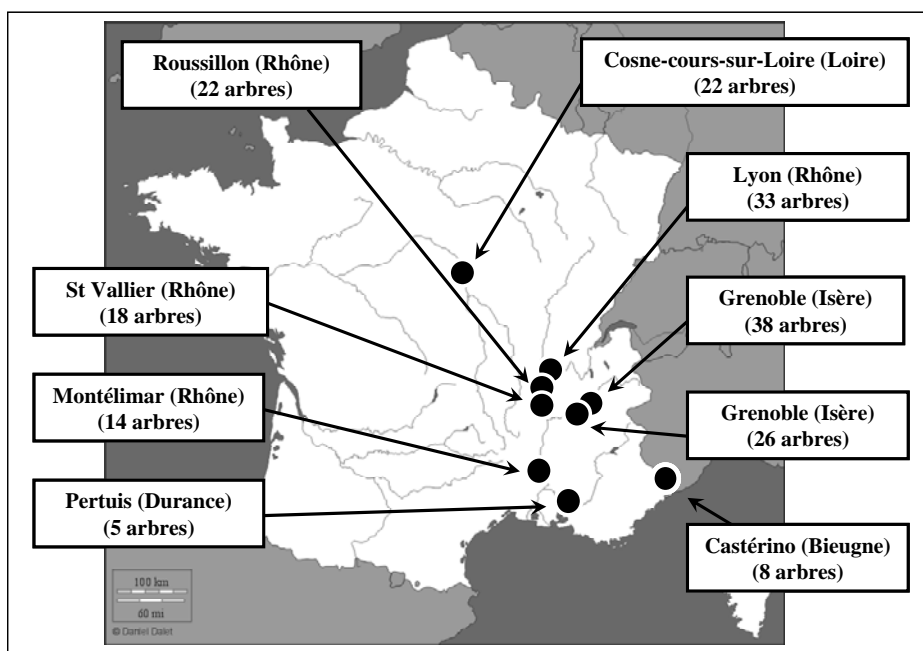 Roussillon (Rhône)
(22 arbres)
Cosne-cours-sur-Loire (Loire)
(22 arbres)
Lyon (Rhône)
(33 arbres)
St Vallier (Rhône)
(18 arbres)
Grenoble (Isère)
(38 arbres)
Montélimar (Rhône)
(14 arbres)
Grenoble (Isère)
(26 arbres)
Pertuis (Durance)
(5 arbres)
Castérino (Bieugne)
(8 arbres)
100 km
60 mi
© Daniel Dalet